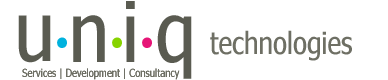 u·n·i·q technologies
Services | Development | Consultancy